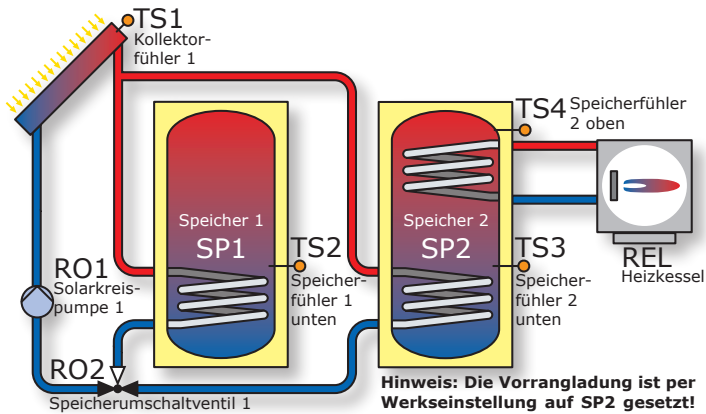 TS1
Kollektor-
fühler 1
TS4
Speicherfühler
2 oben
Speicher 1
SP1
TS2
Speicher-
fühler 1
unten
Speicher 2
SP2
TS3
Speicher-
fühler 2
unten
REL
Heizkessel
RO1
Solarkreis-
pumpe 1
RO2
Speicherumschaltventil 1
Hinweis: Die Vorrangladung ist per
Werkseinstellung auf SP2 gesetzt!